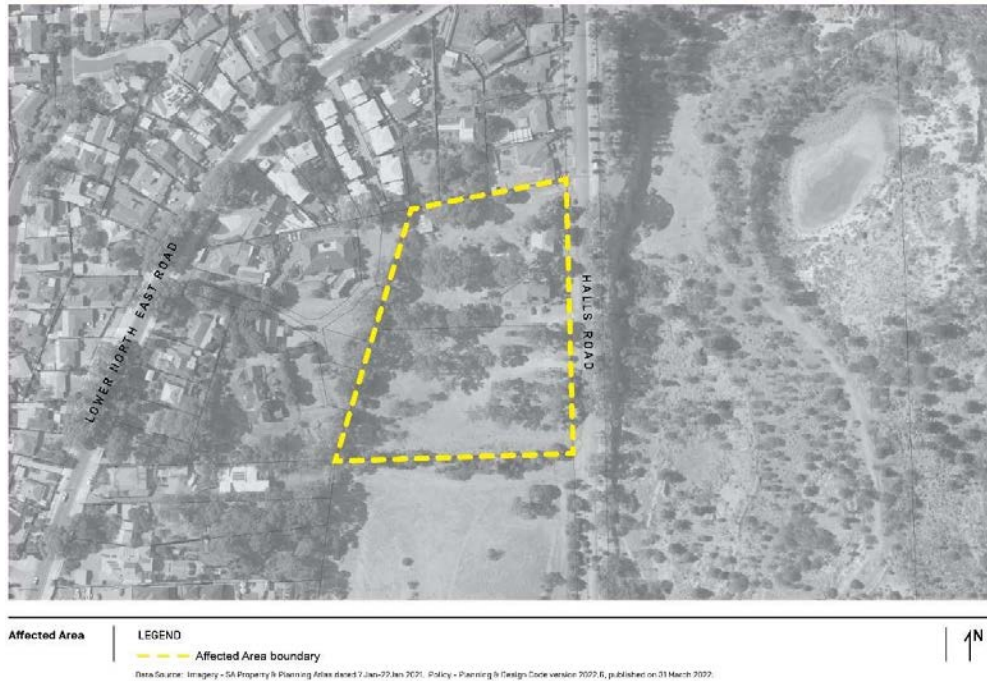 LOWER NORTH EAST ROAD
HALLS ROAD
Affected Area
LEGEND
Affected Area boundary
N
Data Source: Imagery - SA Property & Planning Atlas dated 7 Jan-22 Jan 2021. Policy - Planning & Design Code version 2022.6, published on 31 March 2022.